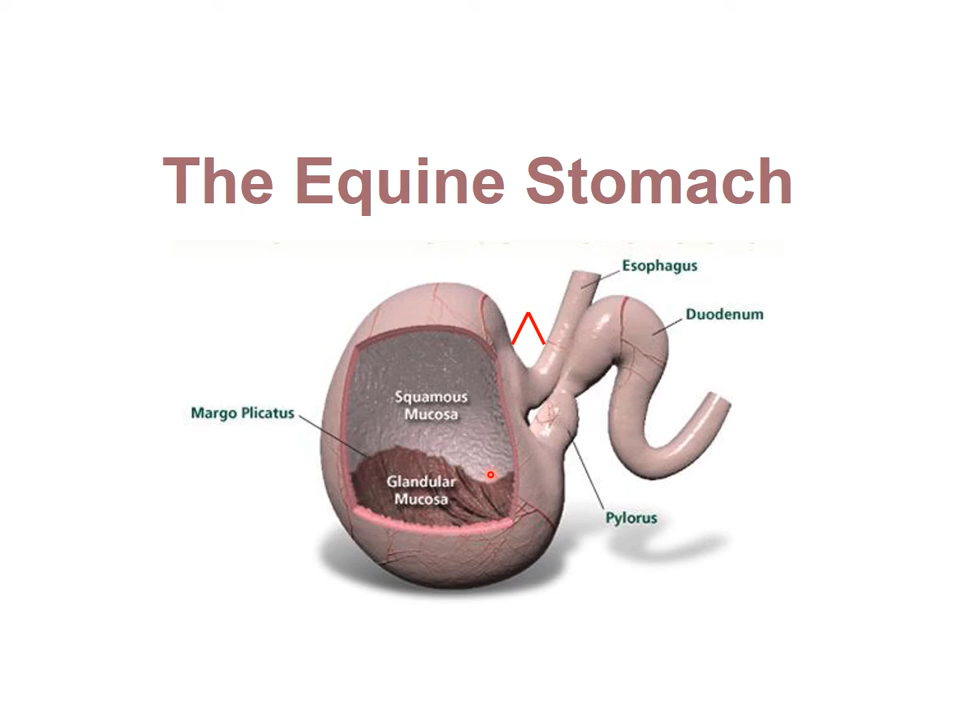 The Equine Stomach
Esophagus
Duodenum
Squamous
Mucosa
Margo Plicatus
Glandular
Mucosa
Pylorus